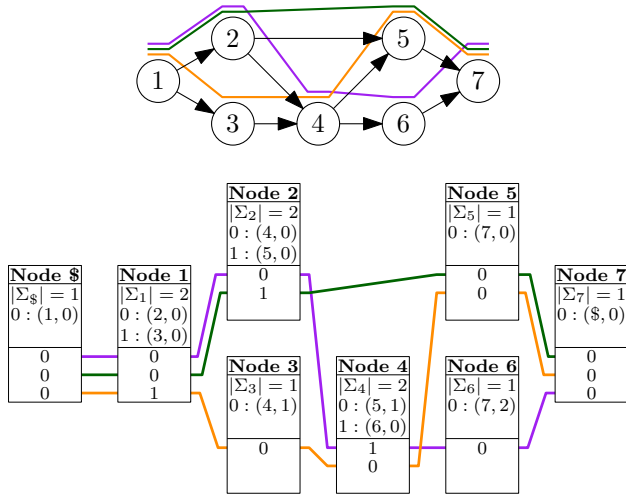 2
5
1
7
3
4
6
Node $
|Σ$| = 1
0 : (1, 0)
0
0
0
Node 1
|Σ1| = 2
0 : (2, 0)
1 : (3, 0)
0
0
1
Node 2
|Σ2| = 2
0 : (4, 0)
1 : (5, 0)
0
1
Node 3
|Σ3| = 1
0 : (4, 1)
0
Node 4
|Σ4| = 2
0 : (5, 1)
1 : (6, 0)
1
0
Node 5
|Σ5| = 1
0 : (7, 0)
0
0
Node 6
|Σ6| = 1
0 : (7, 2)
0
Node 7
|Σ7| = 1
0 : ($, 0)
0
0
0